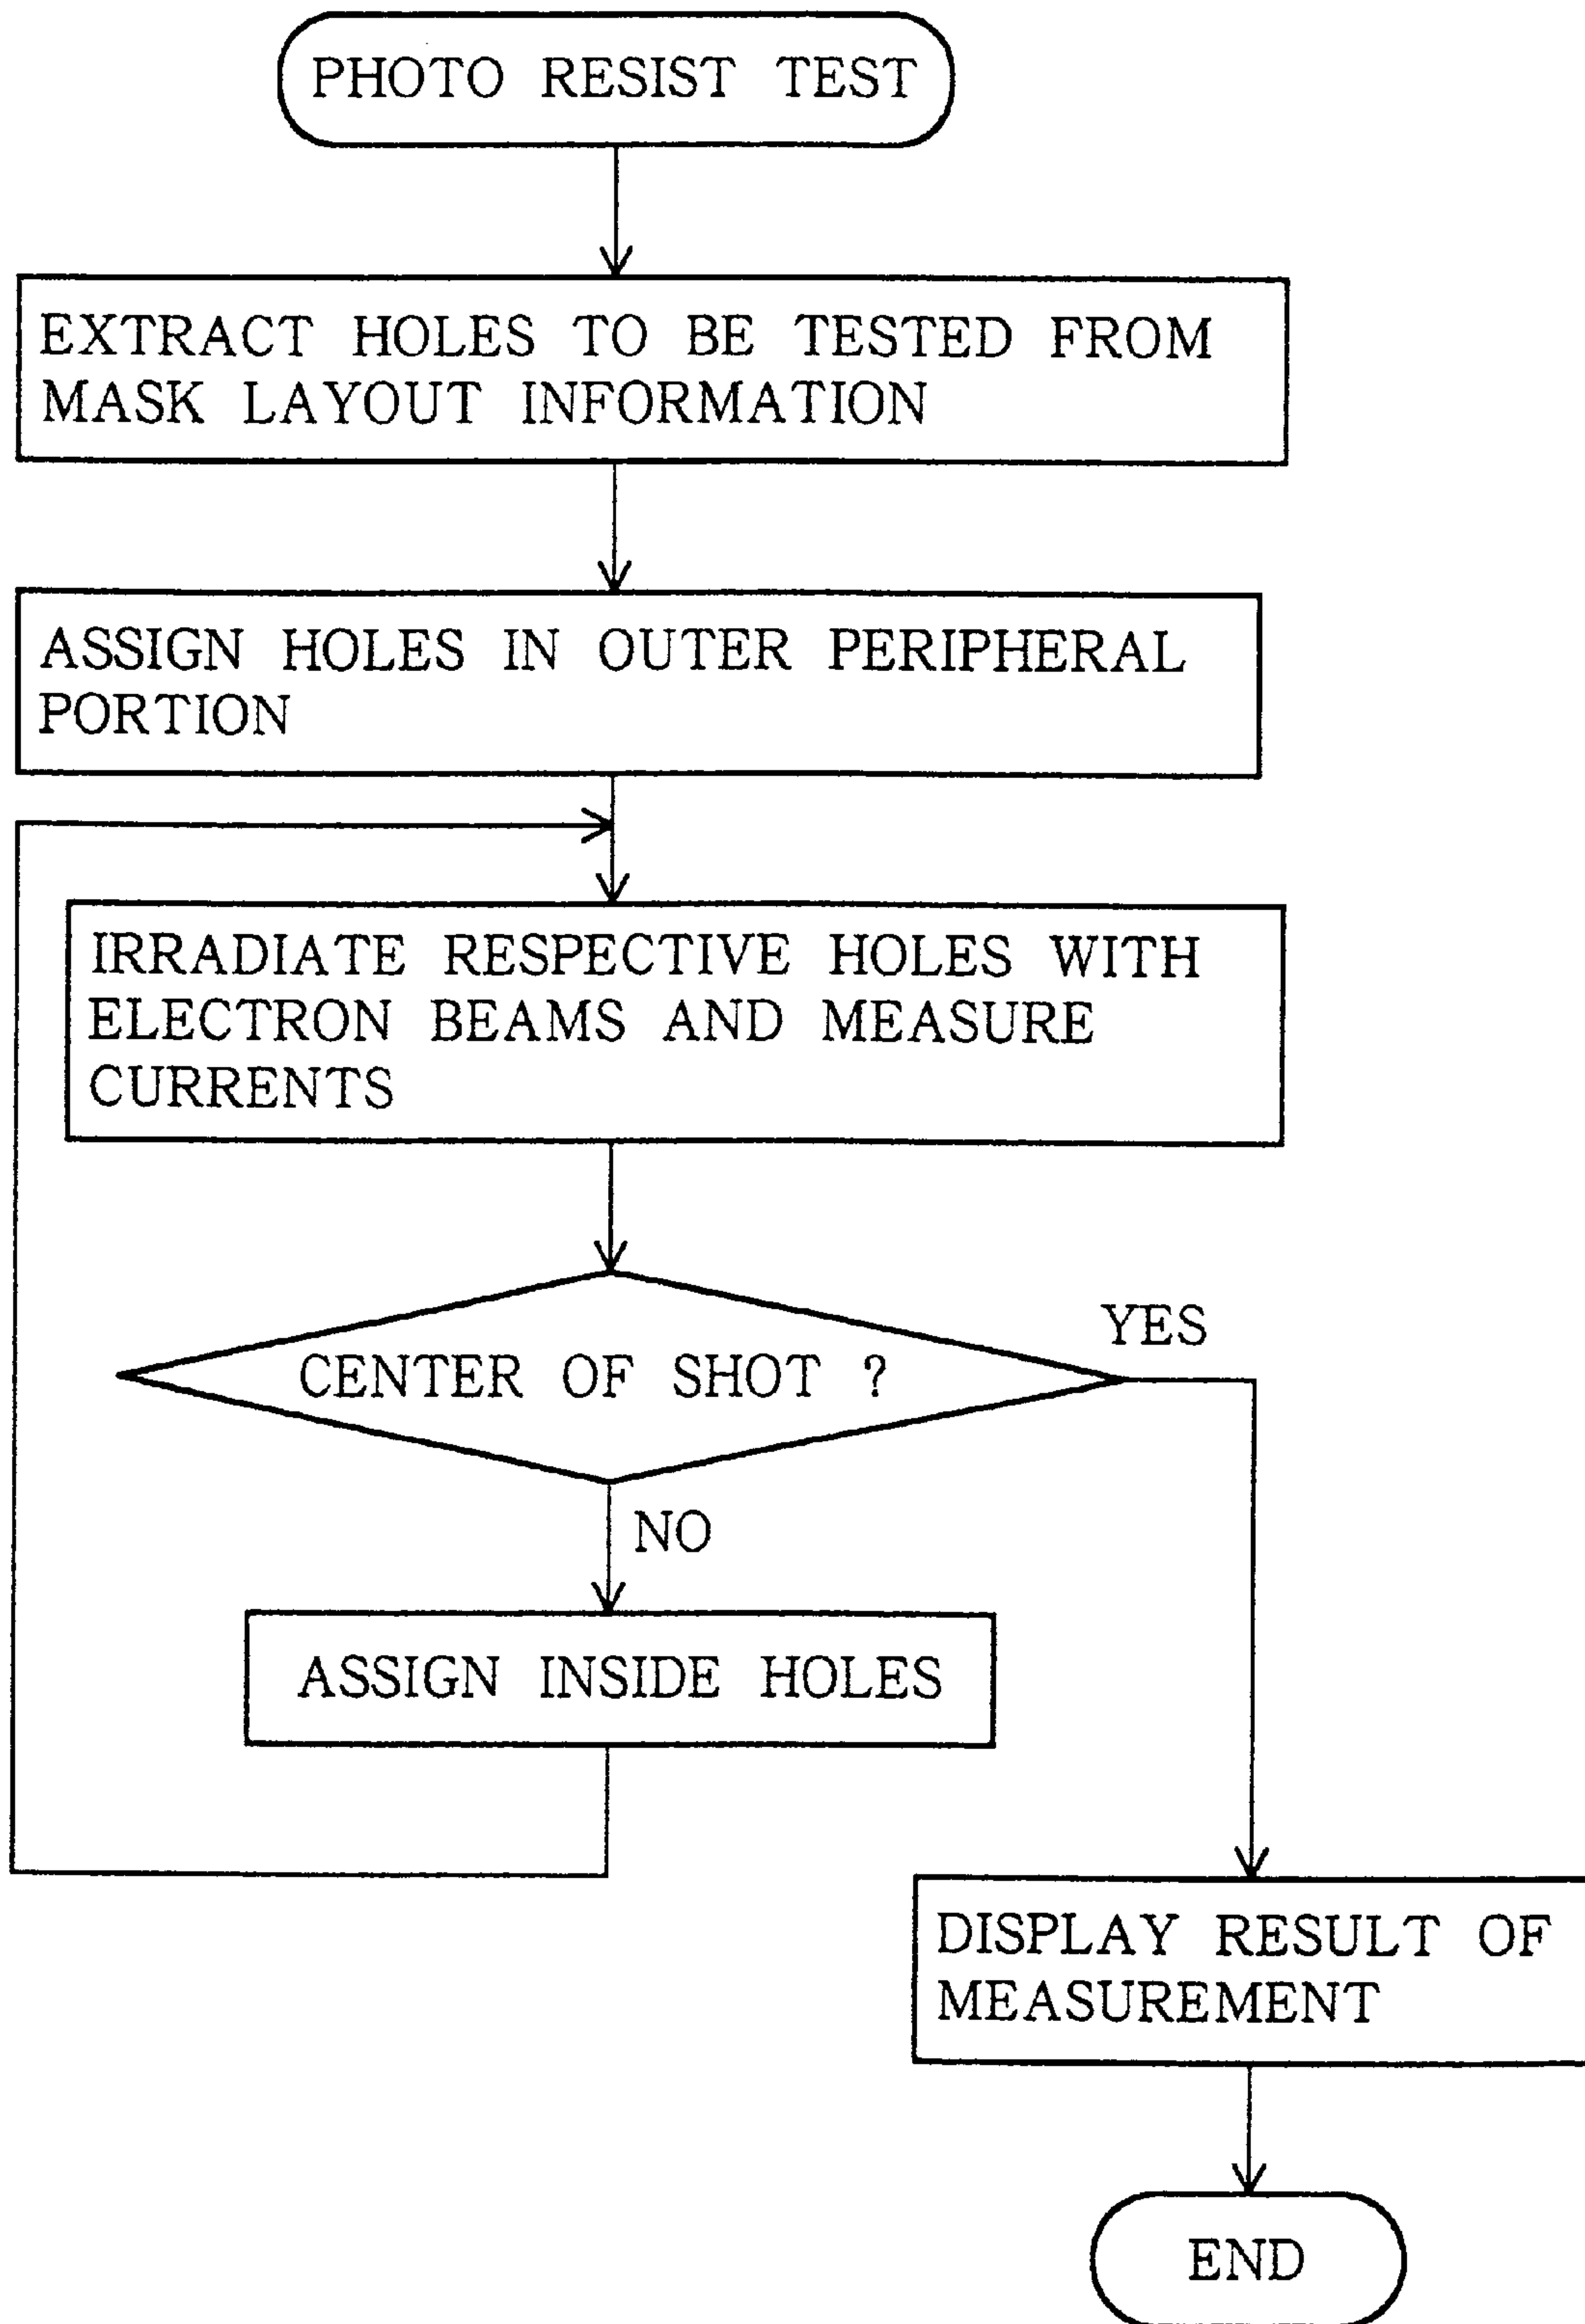 PHOTO RESIST TEST
EXTRACT HOLES TO BE TESTED FROM
MASK LAYOUT INFORMATION
ASSIGN HOLES IN OUTER PERIPHERAL
PORTION
IRRADIATE RESPECTIVE HOLES WITH
ELECTRON BEAMS AND MEASURE
CURRENTS
CENTER OF SHOT ?
YES
NO
ASSIGN INSIDE HOLES
DISPLAY RESULT OF
MEASUREMENT
END